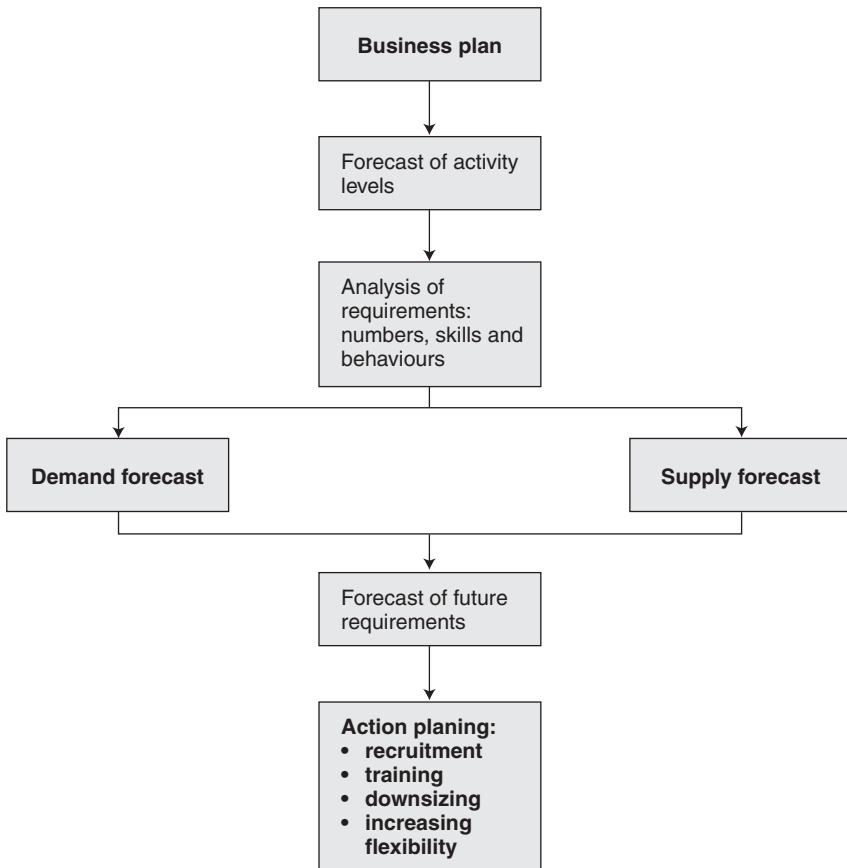 Business plan
Forecast of activity
levels
Analysis of
requirements:
numbers, skills and
behaviours
Demand forecast
Supply forecast
Forecast of future
requirements
Action planing:
• recruitment
• training
• downsizing
• increasing
flexibility